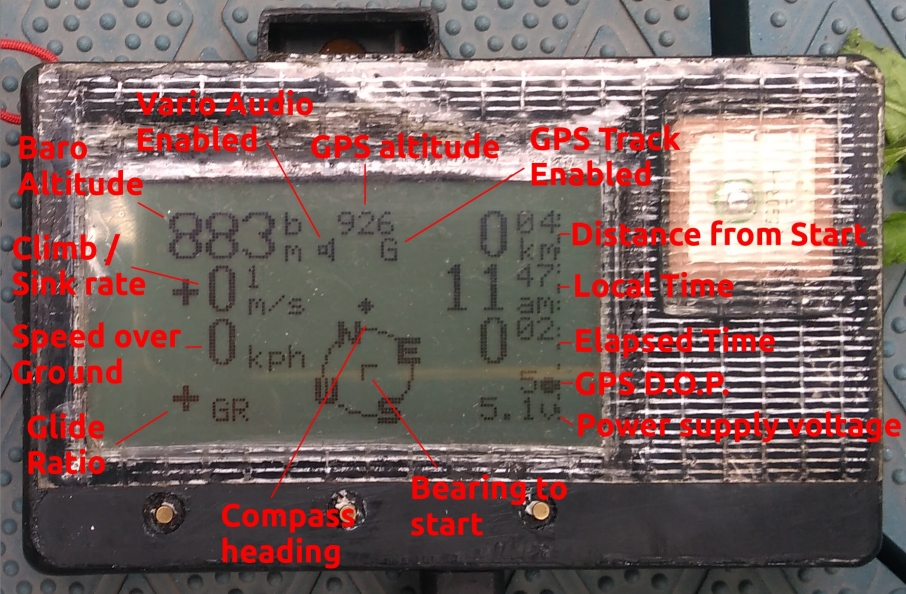 Vario Audio
Enabled
GPS altitude
GPS Track
Enabled
Baro
Altitude
883 b
m
926
G
0 04
km
Distance from Start
Climb /
Sink rate
+0 1
m/s
11 47
am
Local Time
Speed over
Ground
0 kph
N
E
S
0 02
Elapsed Time
5
GPS D.O.P.
+ GR
5.1v
Power supply voltage
Glide
Ratio
Compass
heading
Bearing to
start